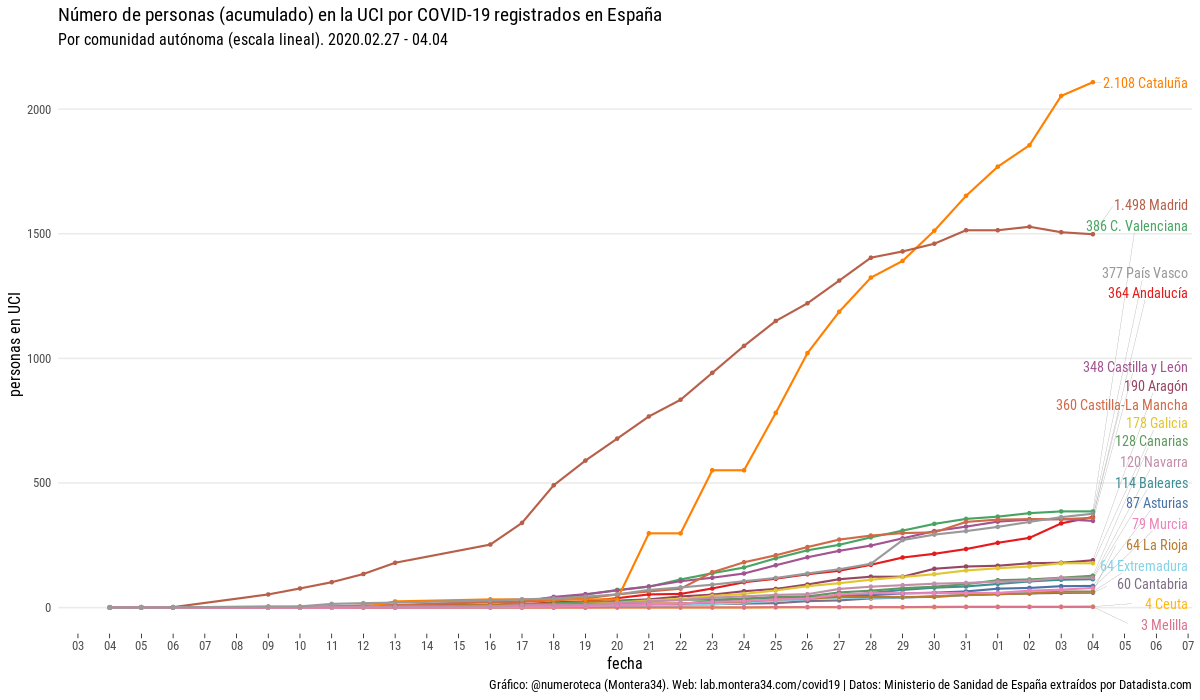 Número de personas (acumulado) en la UCI por COVID-19 registrados en España
Por comunidad autónoma (escala lineal). 2020.02.27 - 04.04
personas en UCI
2000
1500
1000
500
0
2.108 Cataluña
1.498 Madrid
386 C. Valenciana
377 País Vasco
364 Andalucía
348 Castilla y León
190 Aragón
360 Castilla-La Mancha
178 Galicia
128 Canarias
120 Navarra
114 Baleares
87 Asturias
79 Murcia
64 La Rioja
64 Extremadura
60 Cantabria
4 Ceuta
3 Melilla
03 04 05 06 07 08 09 10 11 12 13 14 15 16 17 18 19 20 21 22 23 24 25 26 27 28 29 30 31 01 02 03 04 05 06 07
fecha
Gráfico: @numeroteca (Montera34). Web: lab.montera34.com/covid19 | Datos: Ministerio de Sanidad de España extraídos por Datadista.com